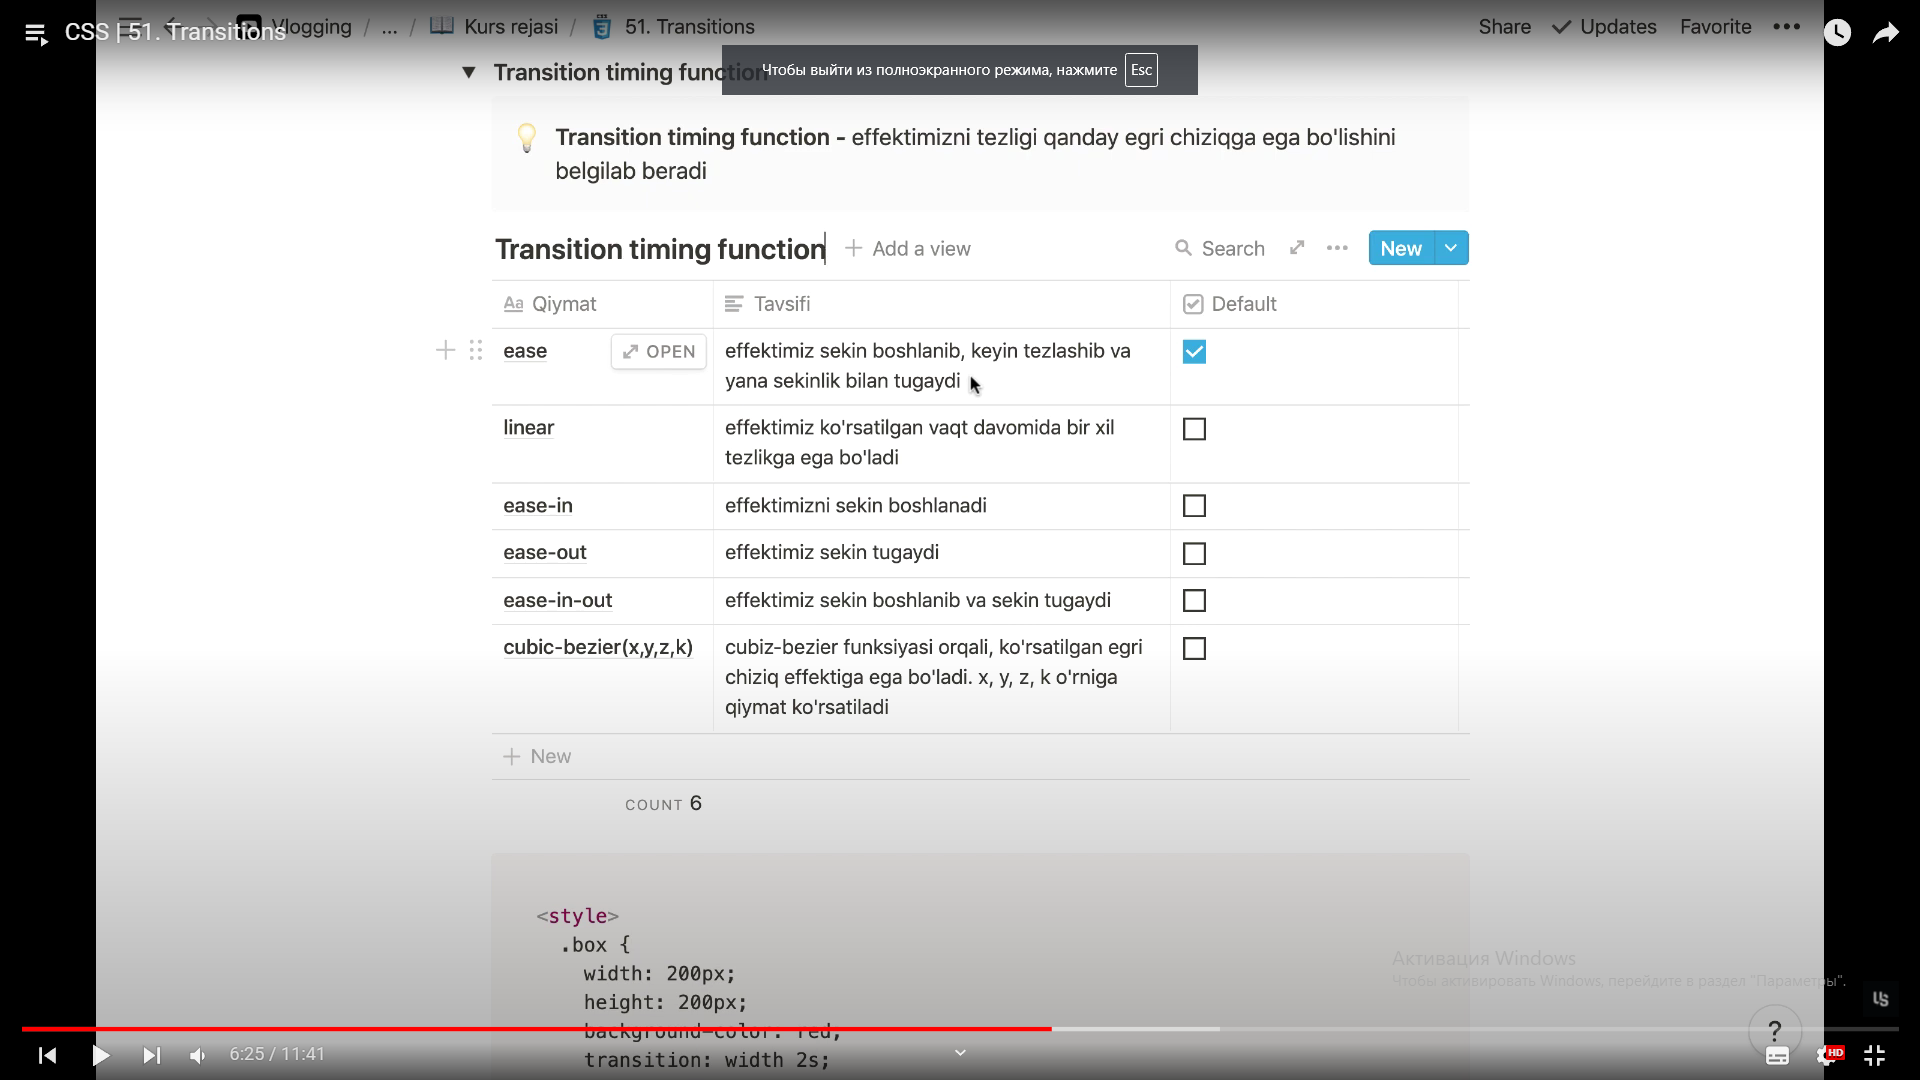 CSS | 51. Transitions
Vlogging / ... / Kurs rejasi / 51. Transitions
Share Updates Favorite
Чтобы выйти из полноэкранного режима, нажмите Esc
Transition timing function
Transition timing function - effektimizni tezligi qanday egri chiziqga ega bo'lishini
belgilab beradi
Transition timing function Add a view Search New
Aa Qiymat Tavsifi Default
ease OPEN effektimiz sekin boshlanib, keyin tezlashib va
yana sekinlik bilan tugaydi
linear effektimiz ko'rsatilgan vaqt davomida bir xil
tezlikga ega bo'ladi
ease-in effektimizni sekin boshlanadi
ease-out effektimiz sekin tugaydi
ease-in-out effektimiz sekin boshlanib va sekin tugaydi
cubic-bezier(x,y,z,k) cubiz-bezier funksiyasi orqali, ko'rsatilgan egri
chiziq effektiga ega bo'ladi. x, y, z, k o'rniga
qiymat ko'rsatiladi
+ New
COUNT 6
<style>
.box {
width: 200px;
height: 200px;
background-color: red;
transition: width 2s;
Активация Windows
Чтобы активировать Windows, перейдите в раздел "Параметры".
?
6:25 / 11:41
HD